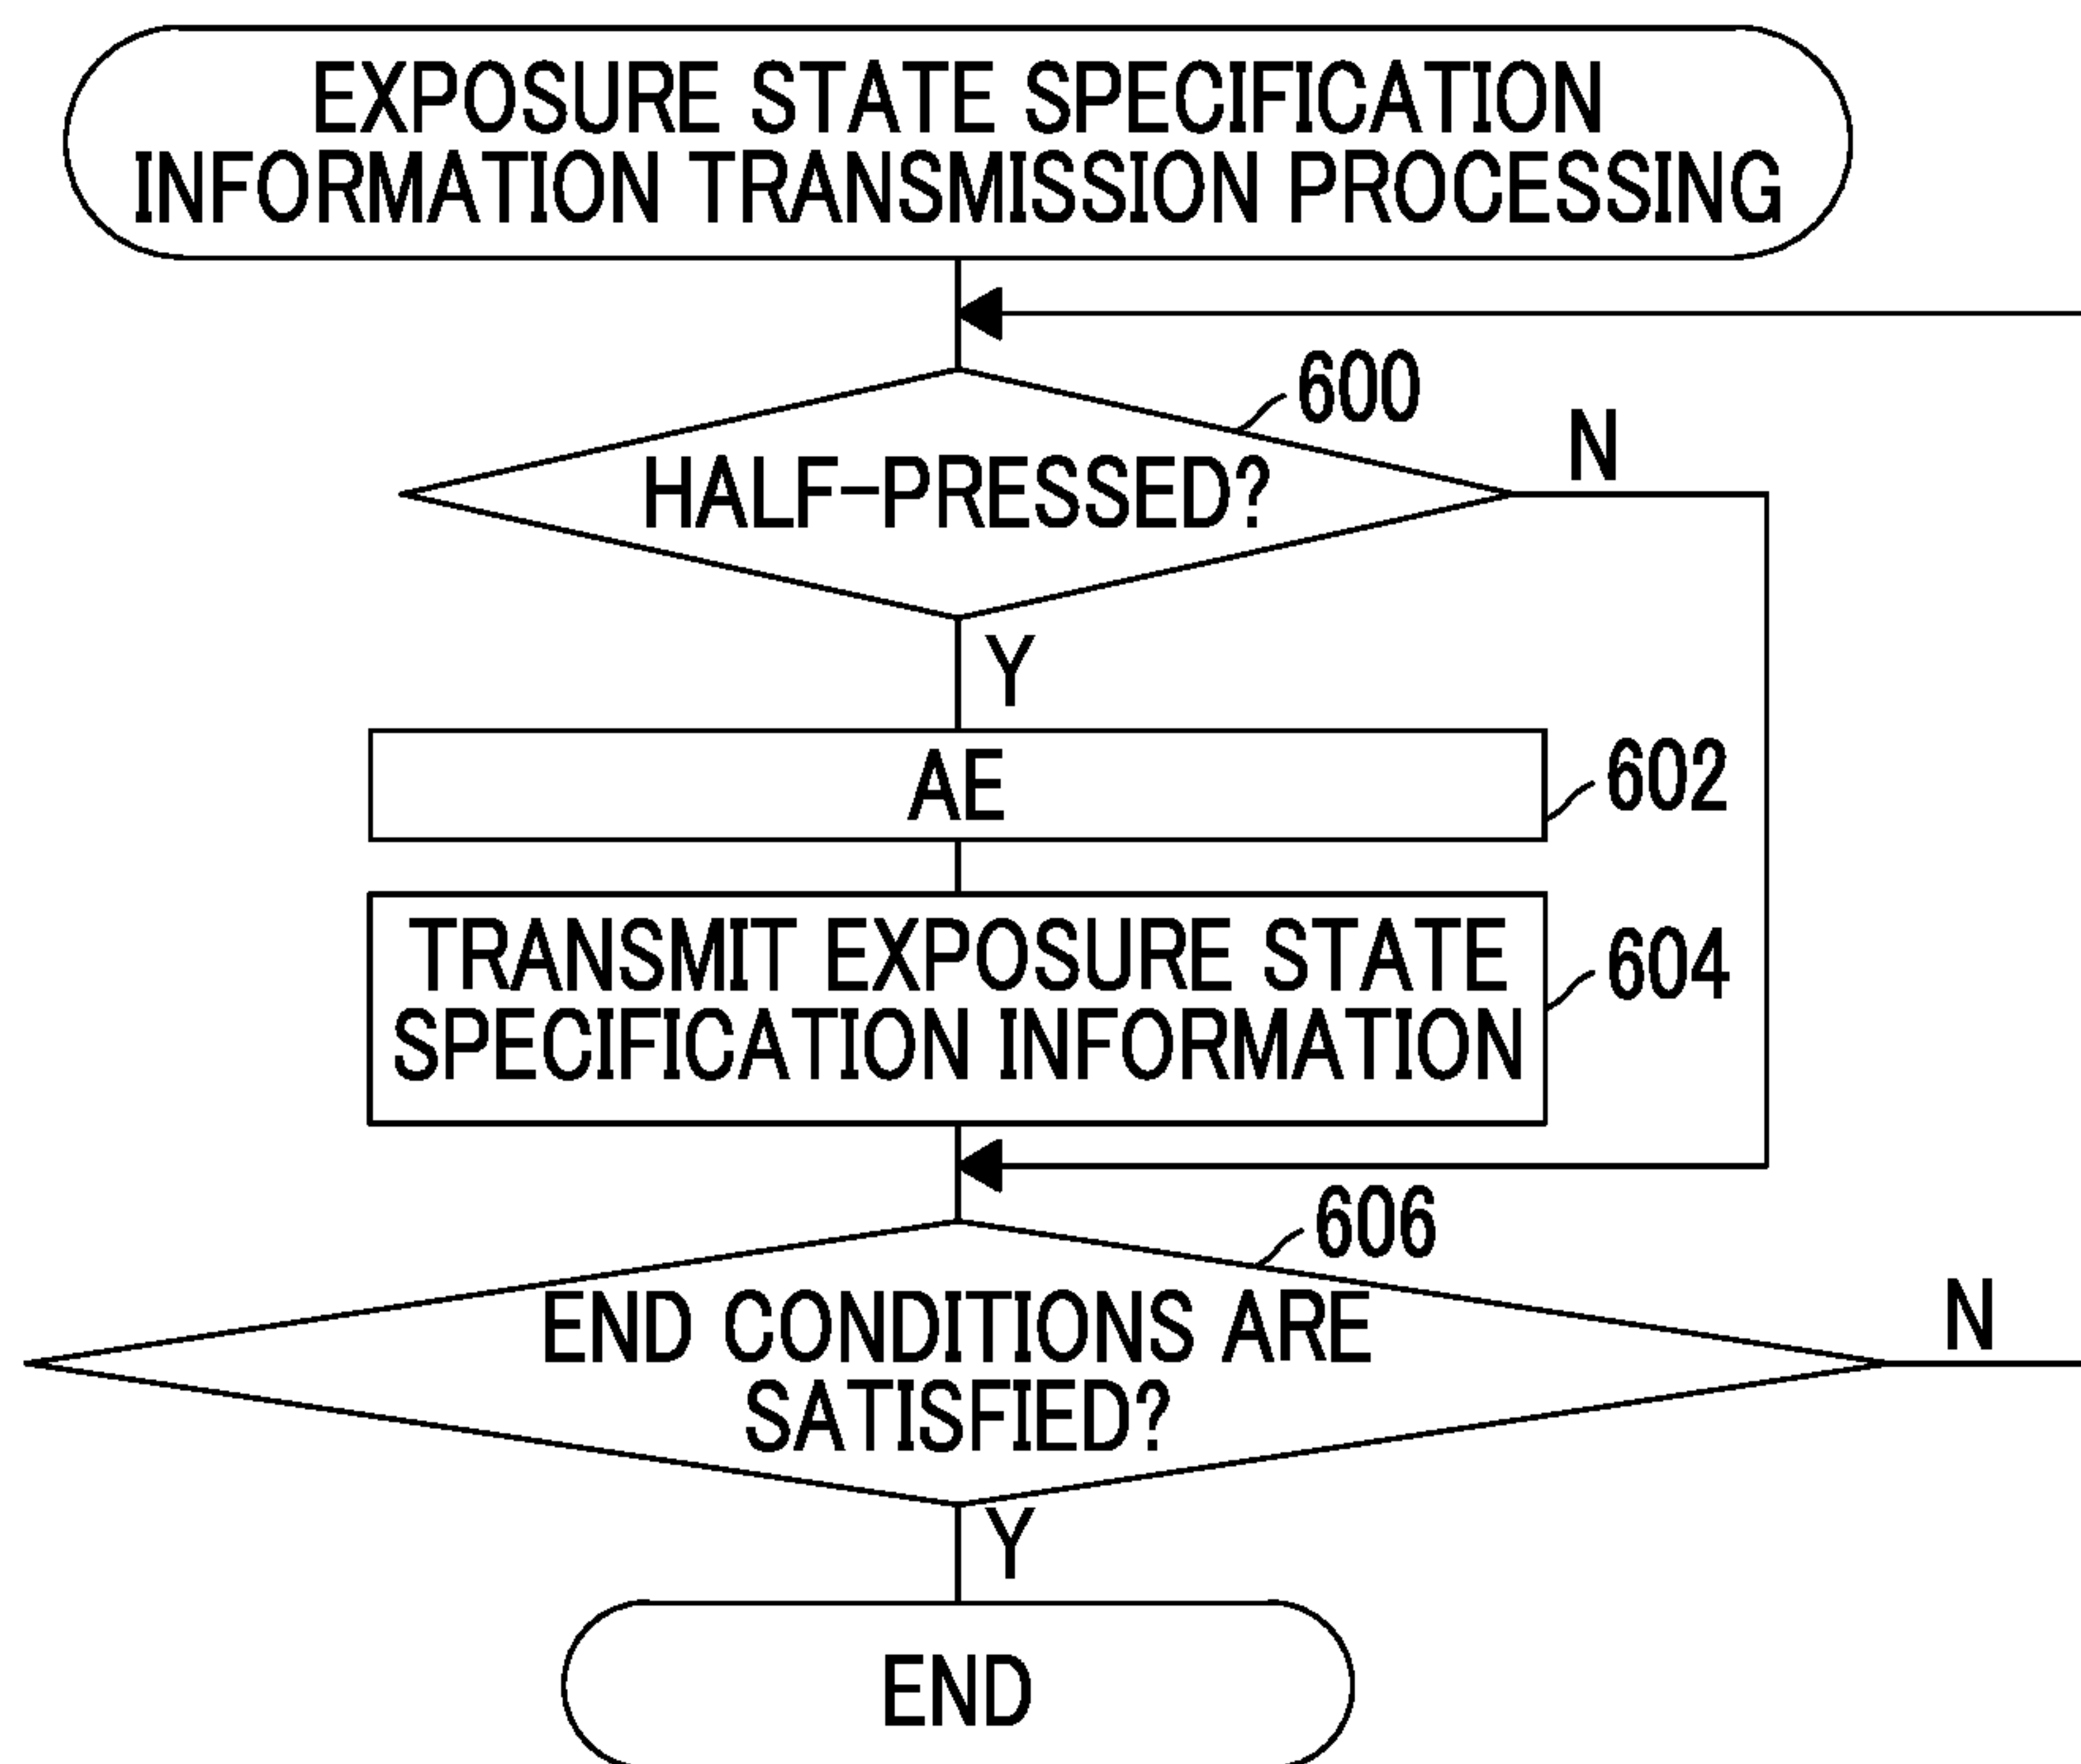 EXPOSURE STATE SPECIFICATION
INFORMATION TRANSMISSION PROCESSING
600
N
HALF-PRESSED?
Y
AE
602
TRANSMIT EXPOSURE STATE
SPECIFICATION INFORMATION
604
606
N
END CONDITIONS ARE
SATISFIED?
Y
END